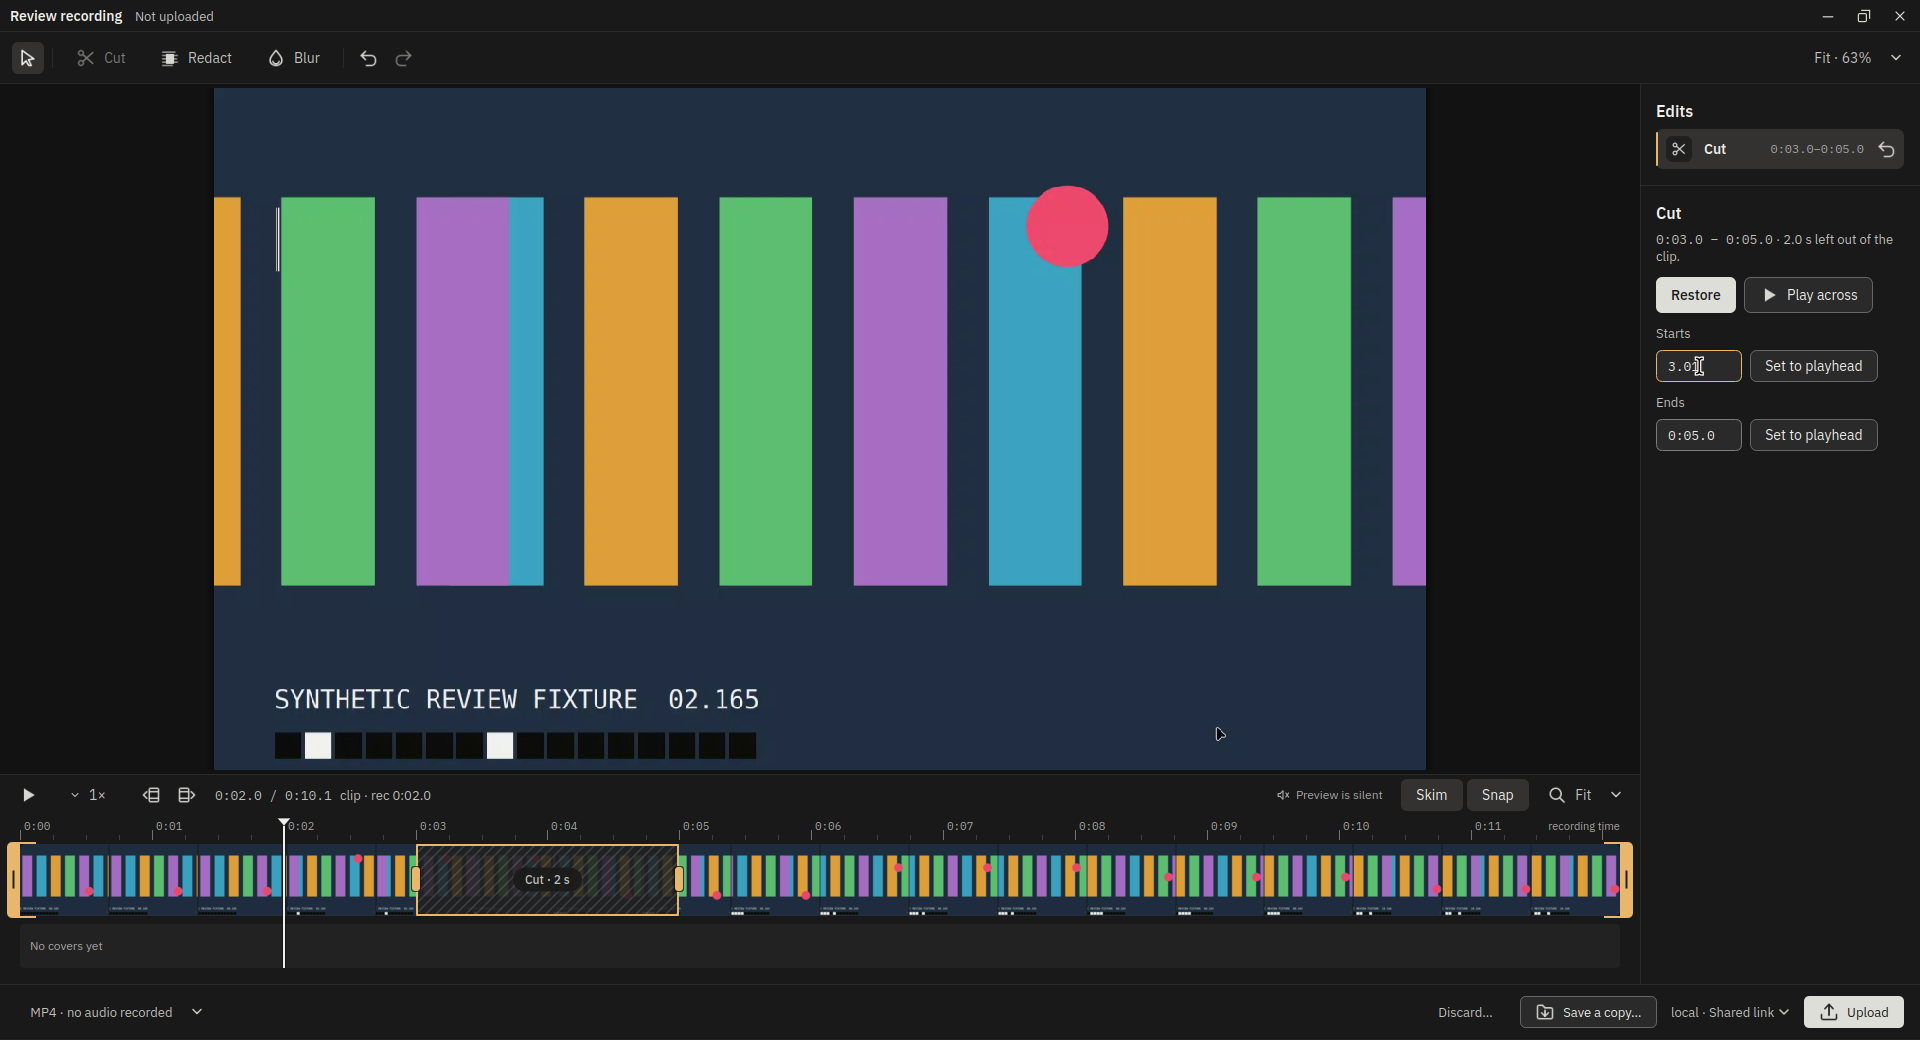 Review recording Not uploaded
Cut Redact Blur Fit · 63%
Edits
Cut 0:03.0–0:05.0
Cut
0:03.0 – 0:05.0 · 2.0 s left out of the
clip.
Restore Play across
Starts
Set to playhead
Ends
0:05.0 Set to playhead
SYNTHETIC REVIEW FIXTURE 02.165
1× 0:02.0 / 0:10.1 clip · rec 0:02.0 Preview is silent Skim Snap Fit
0:00 0:01 0:02 0:03 0:04 0:05 0:06 0:07 0:08 0:09 0:10 0:11 recording time
Cut · 2 s
No covers yet
MP4 · no audio recorded Discard... Save a copy... local · Shared link Upload